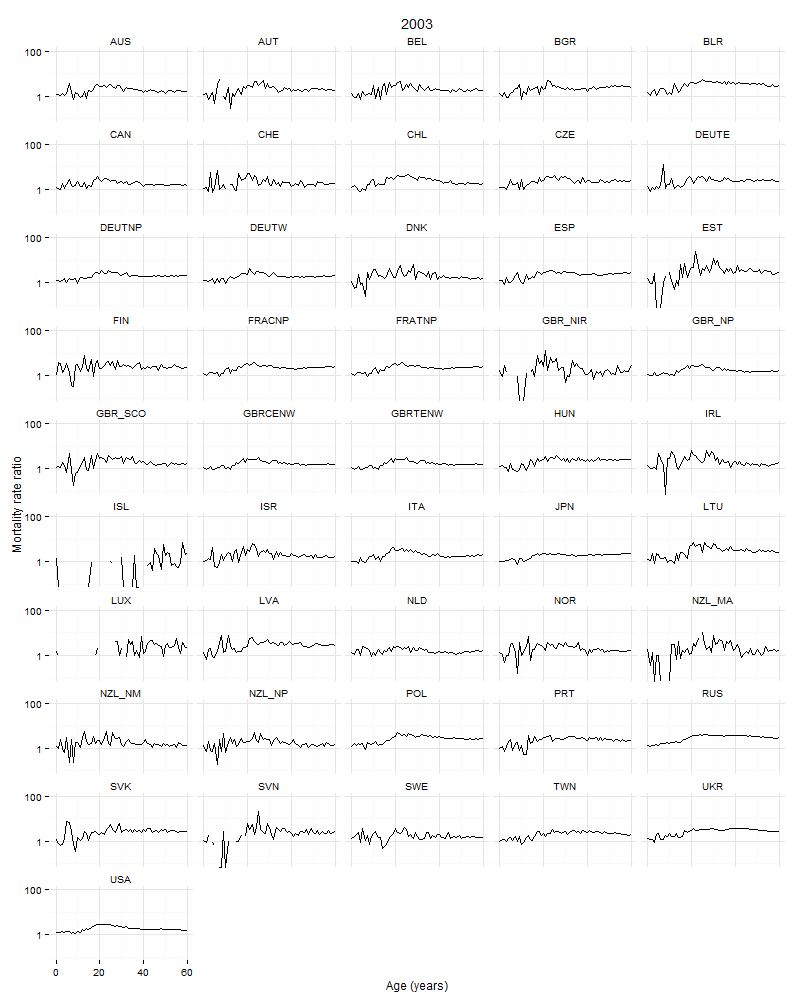 2003
AUS AUT BEL BGR BLR
100
1
CAN CHE CHL CZE DEUTE
100
1
DEUTNP DEUTW DNK ESP EST
100
1
FIN FRACNP FRATNP GBR_NIR GBR_NP
100
1
GBR_SCO GBRCENW GBRTENW HUN IRL
100
1
Mortality rate ratio
ISL ISR ITA JPN LTU
100
1
LUX LVA NLD NOR NZL_MA
100
1
NZL_NM NZL_NP POL PRT RUS
100
1
SVK SVN SWE TWN UKR
100
1
USA
100
1
0 20 40 60
Age (years)